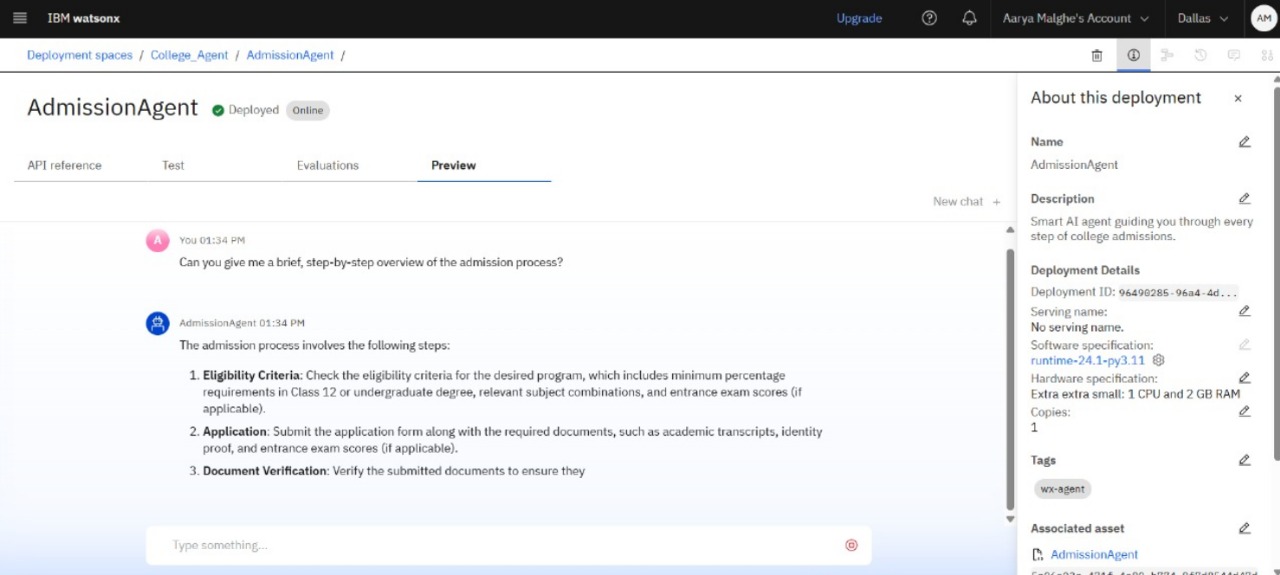 IBM watsonx
Upgrade
Aarya Malghe's Account
Dallas
AM
Deployment spaces / College_Agent / AdmissionAgent /
AdmissionAgent
Deployed
Online
API reference
Test
Evaluations
Preview
New chat +
A
You 01:34 PM
Can you give me a brief, step-by-step overview of the admission process?
AdmissionAgent 01:34 PM
The admission process involves the following steps:
1. Eligibility Criteria: Check the eligibility criteria for the desired program, which includes minimum percentage
requirements in Class 12 or undergraduate degree, relevant subject combinations, and entrance exam scores (if
applicable).
2. Application: Submit the application form along with the required documents, such as academic transcripts, identity
proof, and entrance exam scores (if applicable).
3. Document Verification: Verify the submitted documents to ensure they
Type something...
About this deployment
Name
AdmissionAgent
Description
Smart AI agent guiding you through every
step of college admissions.
Deployment Details
Deployment ID: 96490285-96a4-4d...
Serving name:
No serving name.
Software specification:
runtime-24.1-py3.11
Hardware specification:
Extra extra small: 1 CPU and 2 GB RAM
Copies:
1
Tags
wx-agent
Associated asset
AdmissionAgent